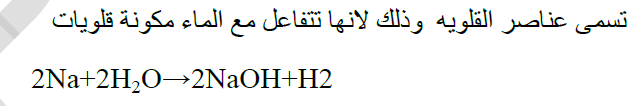 تسمى عناصر القلويه وذلك لانها تتفاعل مع الماء مكونة قلويات
2Na+2H₂O→2NaOH+H2